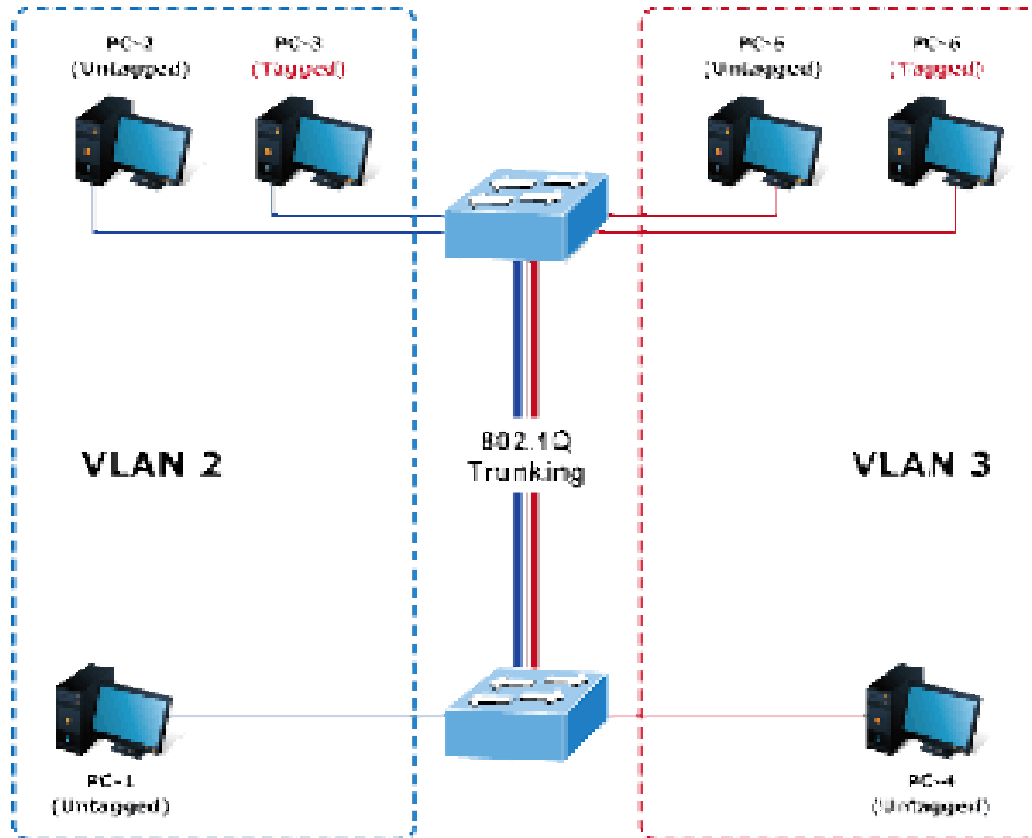 PC-2
(Untagged)
PC-3
(Tagged)
PC-5
(Untagged)
PC-6
(Tagged)
802.1Q
Trunking
VLAN 2
VLAN 3
PC-1
(Untagged)
PC-4
(Untagged)